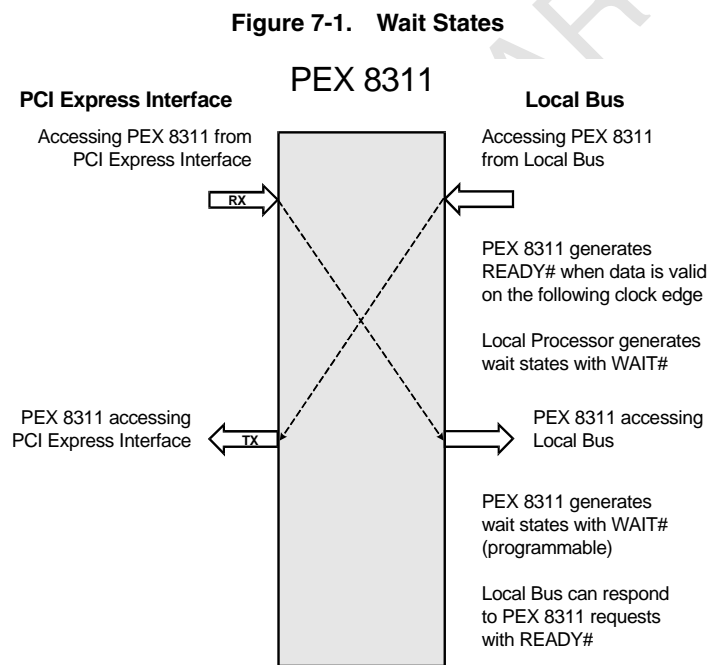 Figure 7-1. Wait States
PEX 8311
PCI Express Interface
Local Bus
Accessing PEX 8311 from
PCI Express Interface
Accessing PEX 8311
from Local Bus
RX
PEX 8311 generates
READY# when data is valid
on the following clock edge
Local Processor generates
wait states with WAIT#
PEX 8311 accessing
PCI Express Interface
TX
PEX 8311 accessing
Local Bus
PEX 8311 generates
wait states with WAIT#
(programmable)
Local Bus can respond
to PEX 8311 requests
with READY#